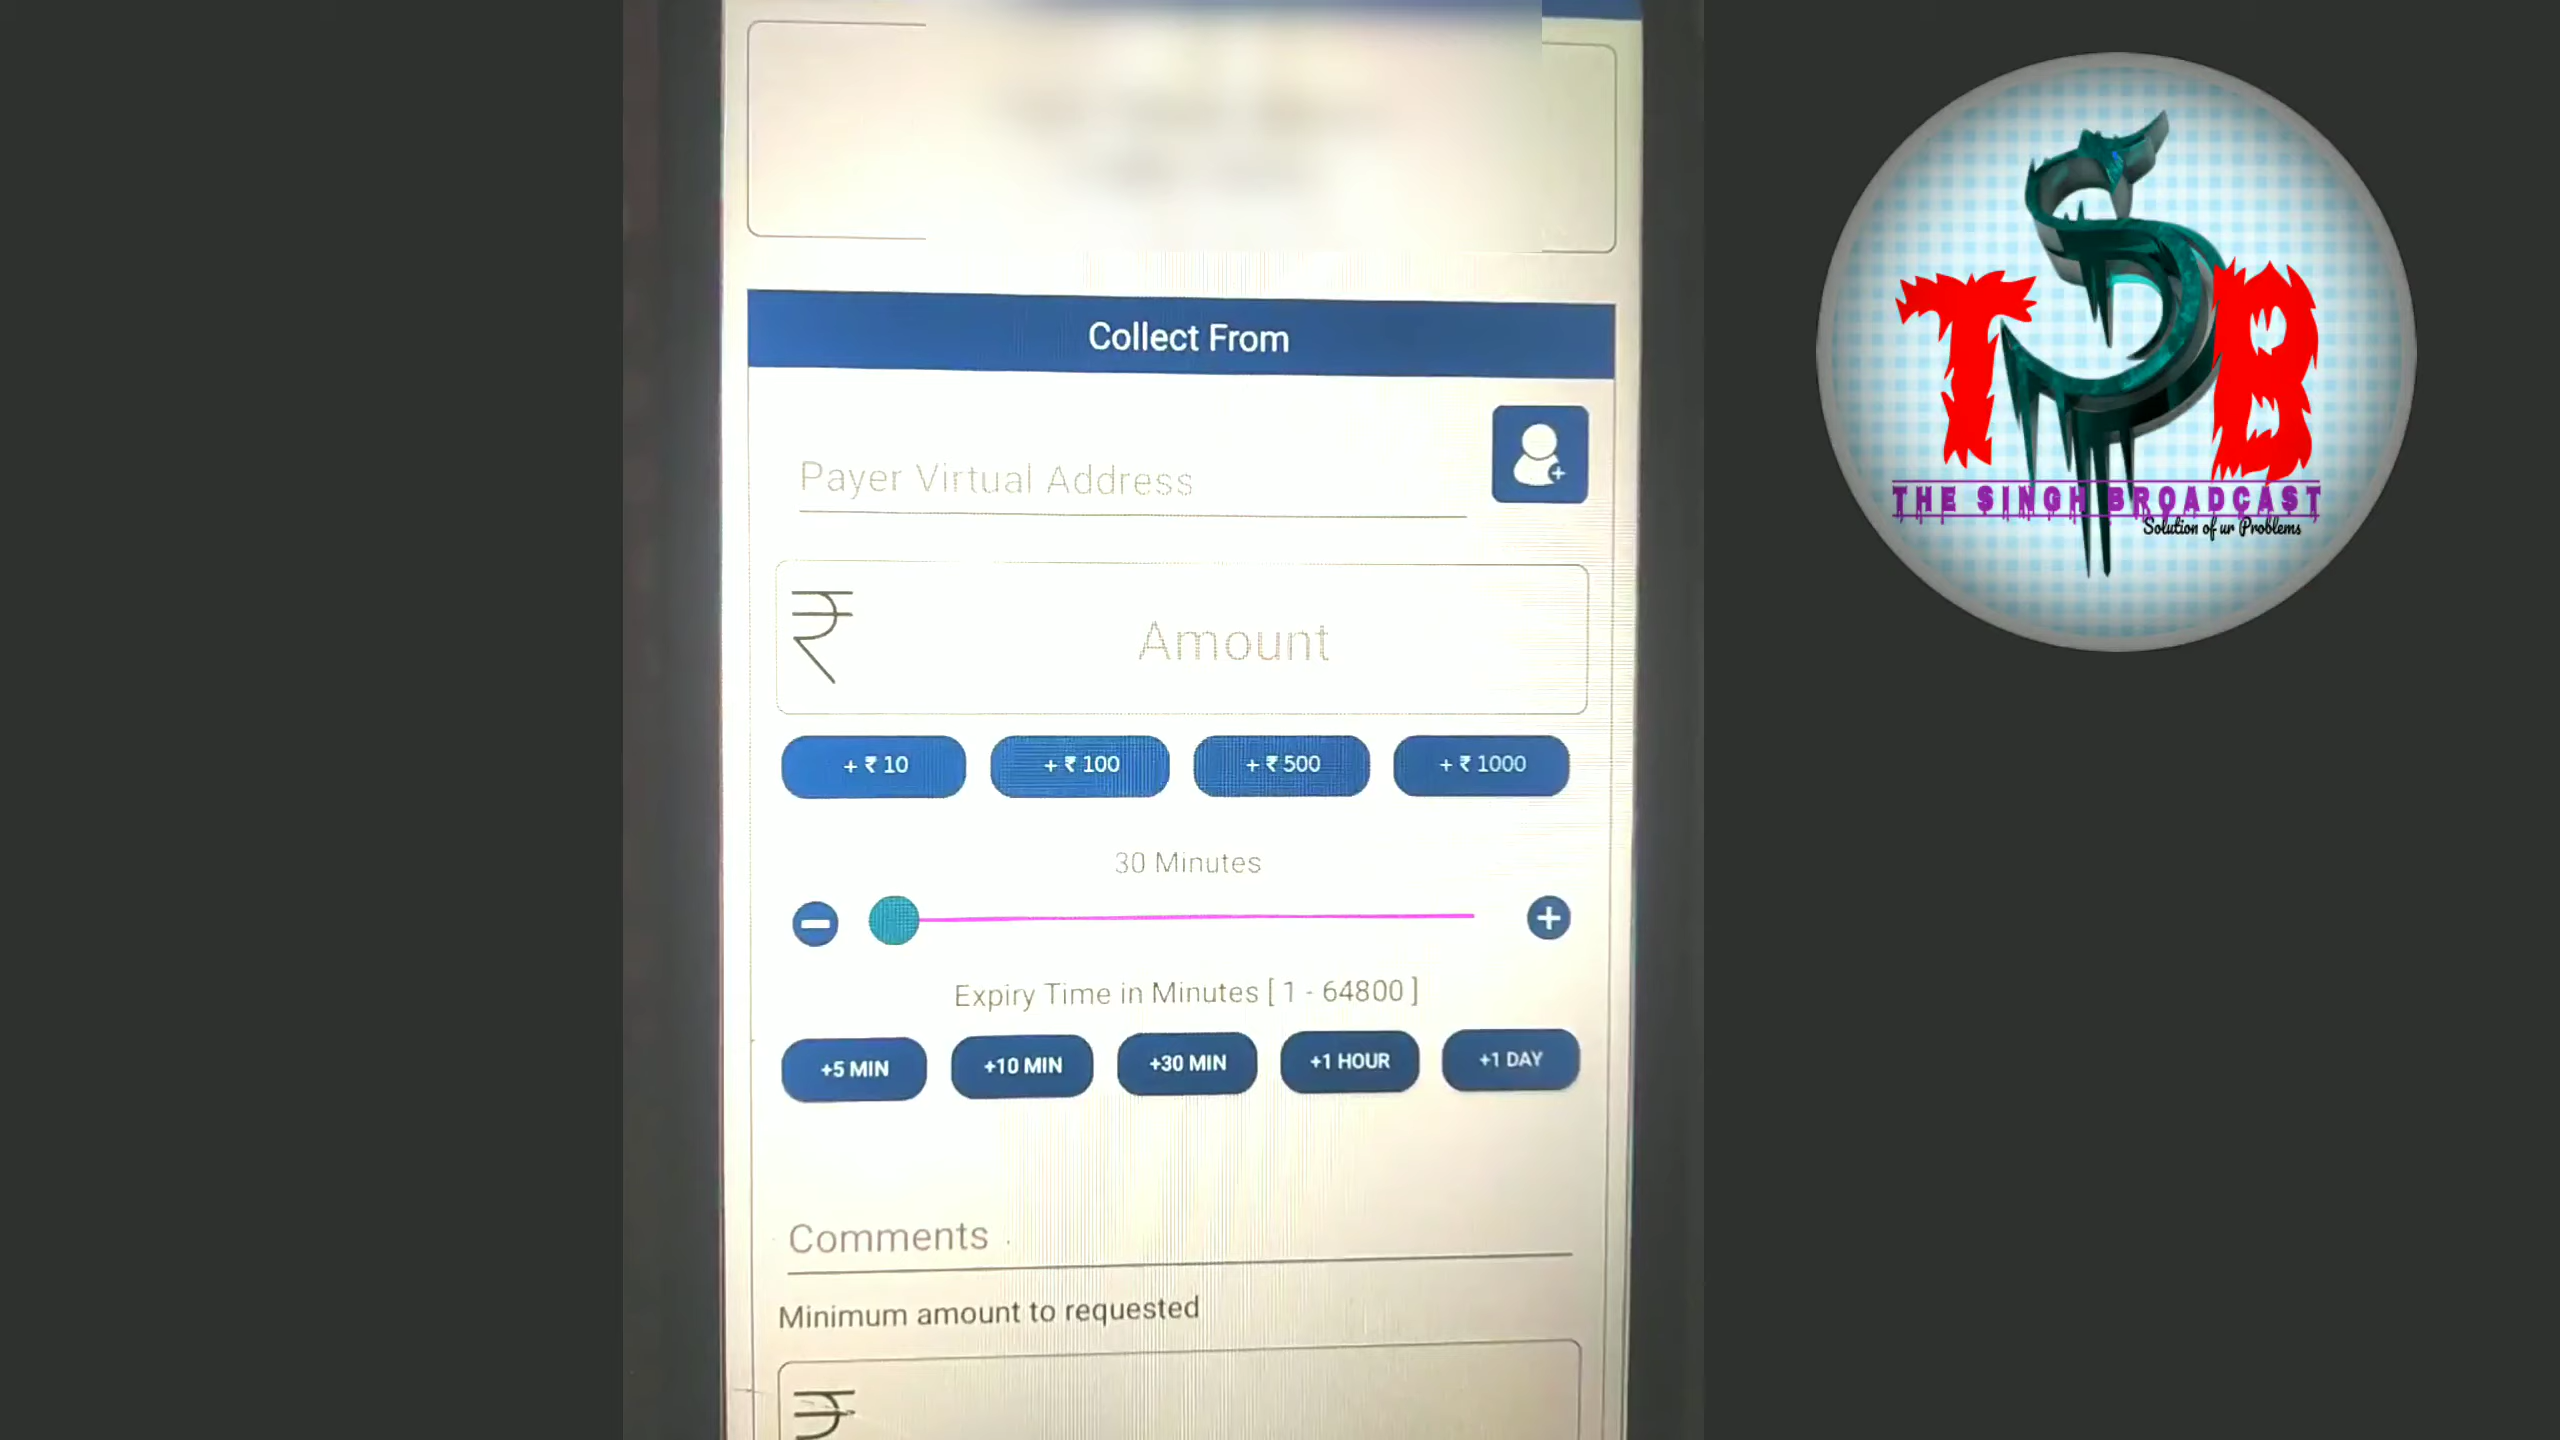 Collect From
Payer Virtual Address
₹ Amount
+ ₹ 10
+ ₹ 100
+ ₹ 500
+ ₹ 1000
30 Minutes
Expiry Time in Minutes [ 1 - 64800 ]
+5 MIN
+10 MIN
+30 MIN
+1 HOUR
+1 DAY
Comments
Minimum amount to requested
₹
TSB
THE SINGH BROADCAST
Solution of ur Problems